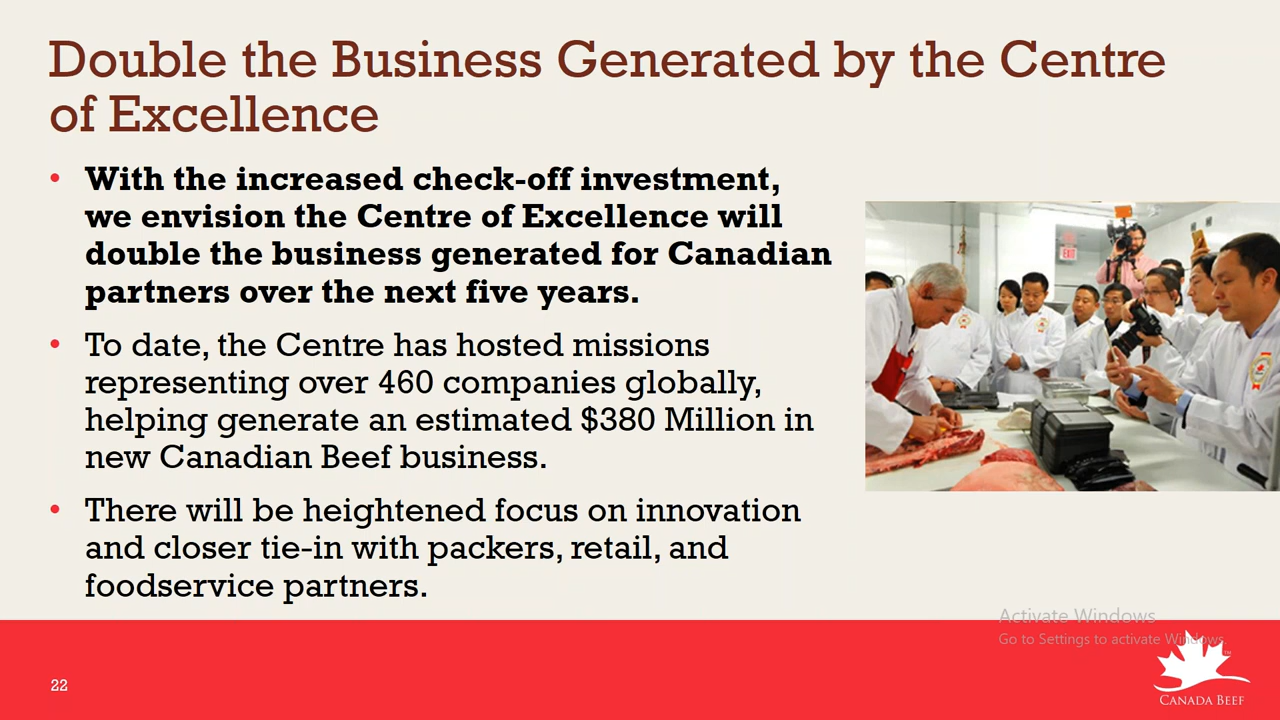 Double the Business Generated by the Centre
of Excellence
• With the increased check-off investment,
we envision the Centre of Excellence will
double the business generated for Canadian
partners over the next five years.
• To date, the Centre has hosted missions
representing over 460 companies globally,
helping generate an estimated $380 Million in
new Canadian Beef business.
• There will be heightened focus on innovation
and closer tie-in with packers, retail, and
foodservice partners.
EXIT
Activate Windows
Go to Settings to activate Windows.
22
TM
CANADA BEEF